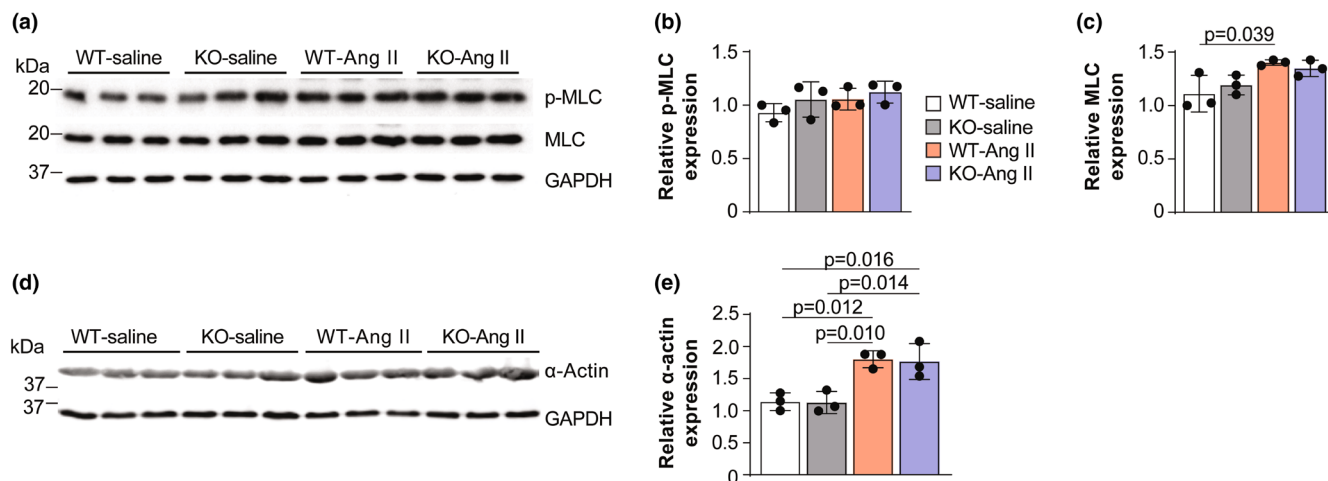 (a)
WT-saline KO-saline WT-Ang II KO-Ang II
kDa
20
p-MLC
20
MLC
37
GAPDH
(b)
Relative p-MLC
expression
1.5
1.0
0.5
0
WT-saline
KO-saline
WT-Ang II
KO-Ang II
(c)
Relative MLC
expression
p=0.039
1.5
1.0
0.5
0
(d)
WT-saline KO-saline WT-Ang II KO-Ang II
kDa
α-Actin
37
37
GAPDH
(e)
Relative α-actin
expression
p=0.016
p=0.014
p=0.012
p=0.010
2.5
2.0
1.5
1.0
0.5
0